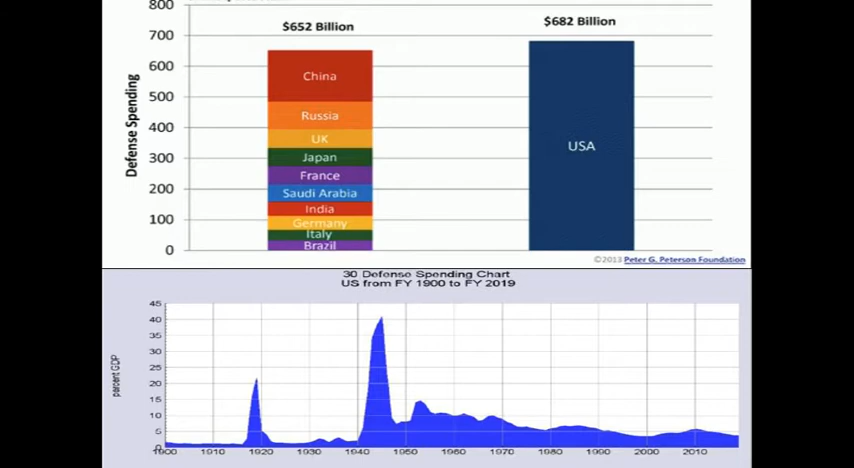 800
$652 Billion
$682 Billion
700
600
500
400
300
200
100
0
Defense Spending
China
Russia
UK
Japan
France
Saudi Arabia
India
Germany
Italy
Brazil
USA
©2013 Peter G. Peterson Foundation
30 Defense Spending Chart
US from FY 1900 to FY 2019
45
40
35
30
25
20
15
10
5
0
percent GDP
1900 1910 1920 1930 1940 1950 1960 1970 1980 1990 2000 2010